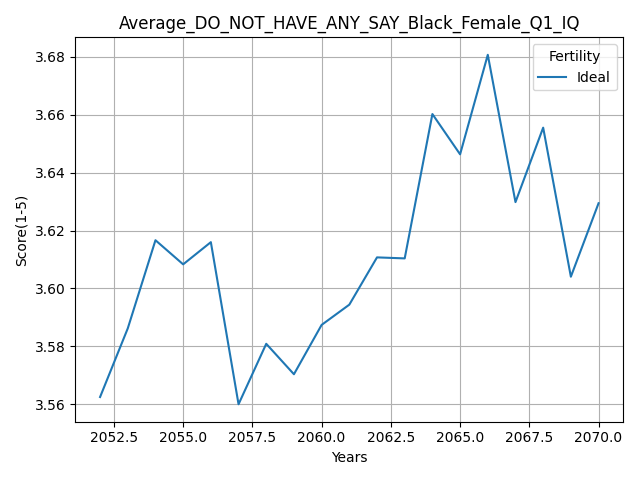 Average_DO_NOT_HAVE_ANY_SAY_Black_Female_Q1_IQ
Fertility
Ideal
3.68
3.66
3.64
3.62
3.60
3.58
3.56
Score(1-5)
2052.5 2055.0 2057.5 2060.0 2062.5 2065.0 2067.5 2070.0
Years